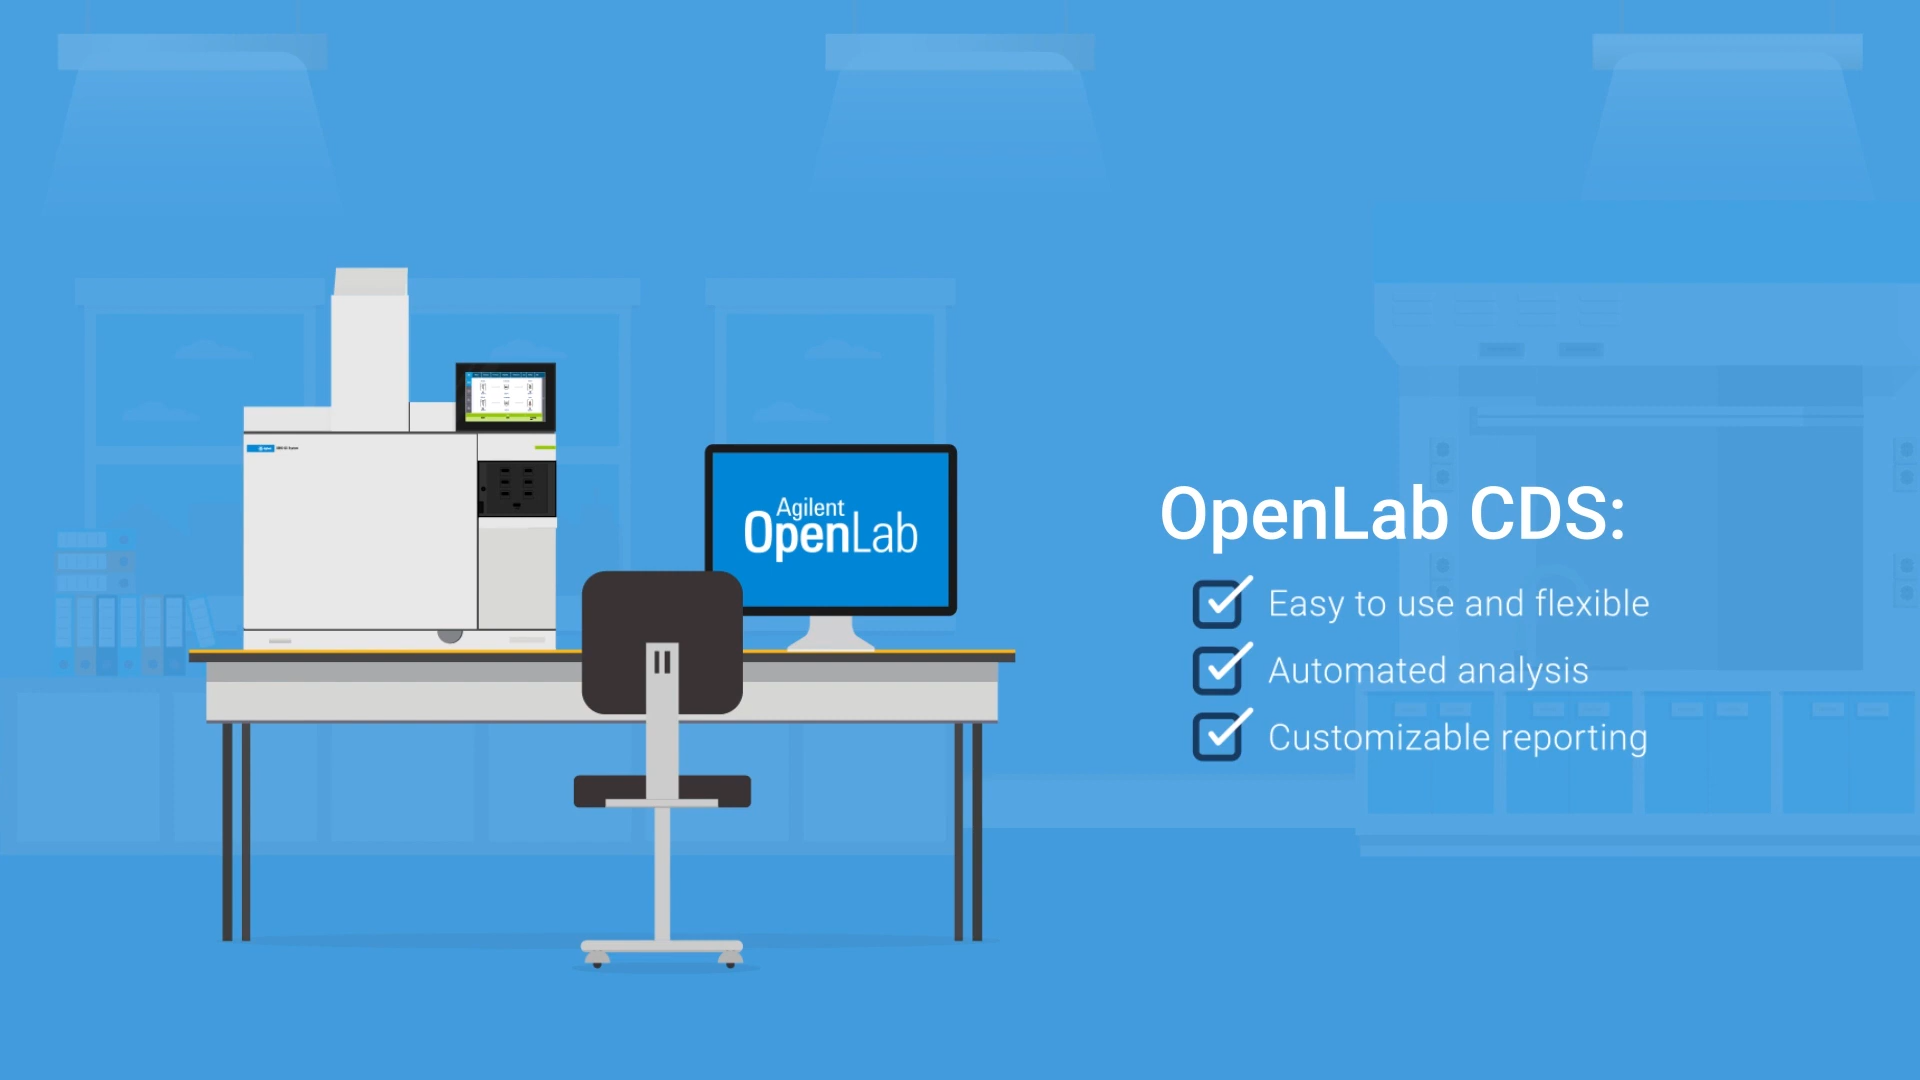 Agilent
OpenLab
OpenLab CDS:
Easy to use and flexible
Automated analysis
Customizable reporting